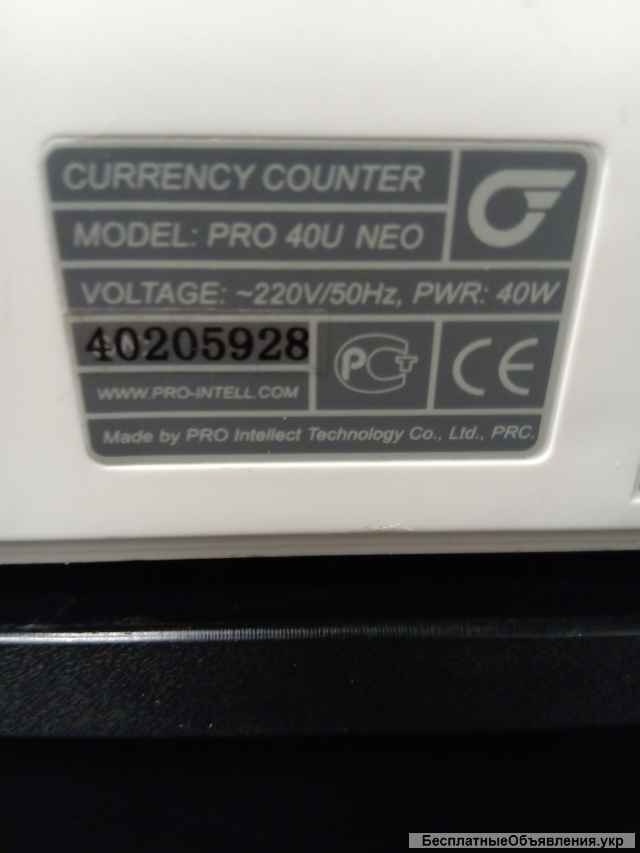 CURRENCY COUNTER
MODEL: PRO 40U NEO
VOLTAGE: ~220V/50Hz, PWR: 40W
40205928
WWW.PRO-INTELL.COM
РСТ
CE
Made by PRO Intellect Technology Co., Ltd., PRC.
БесплатныеОбъявления.укр